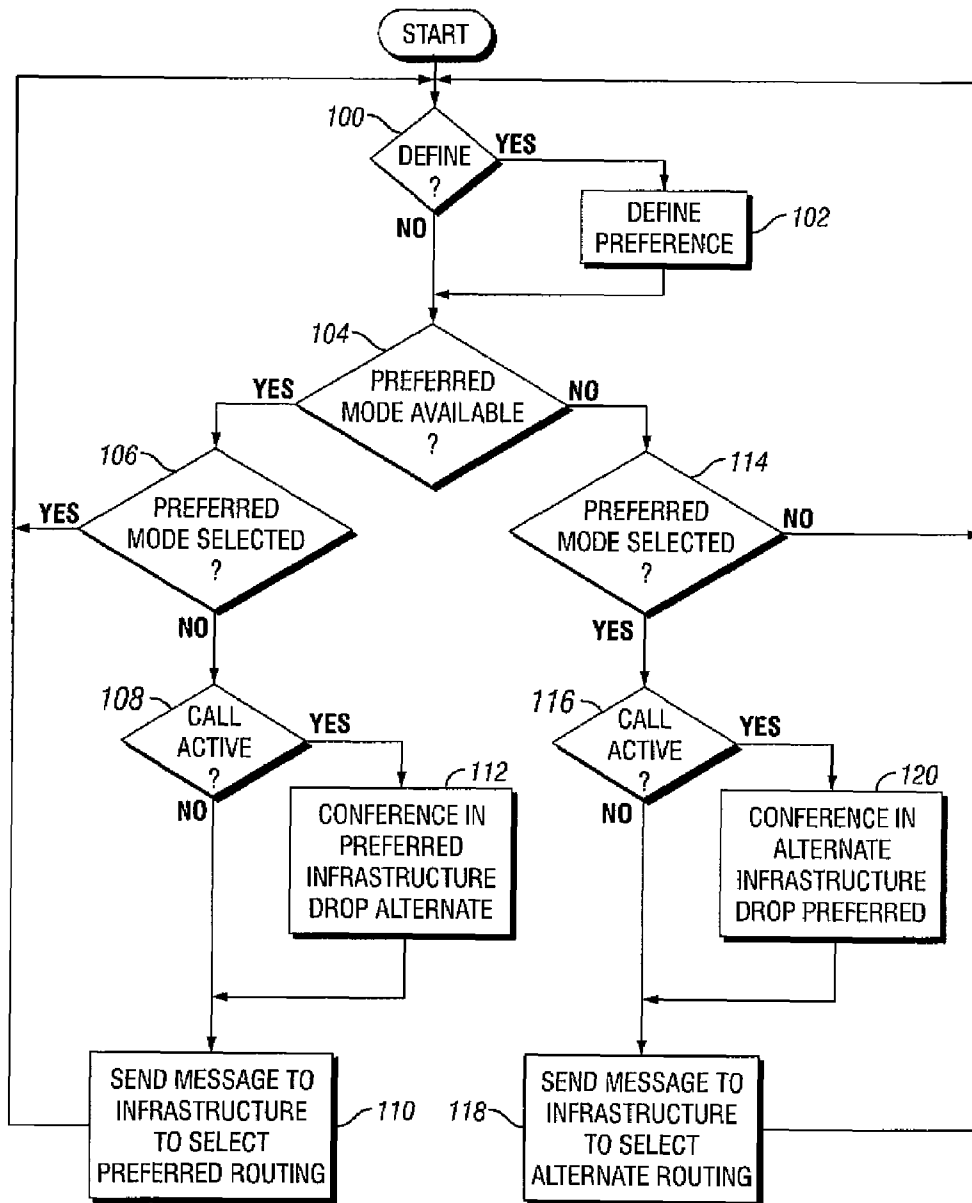 START
100
DEFINE
?
YES
NO
DEFINE
PREFERENCE
102
104
PREFERRED
MODE AVAILABLE
?
YES
NO
106
PREFERRED
MODE SELECTED
?
YES
NO
114
PREFERRED
MODE SELECTED
?
NO
YES
108
CALL
ACTIVE
?
YES
NO
112
CONFERENCE IN
PREFERRED
INFRASTRUCTURE
DROP ALTERNATE
116
CALL
ACTIVE
?
YES
NO
120
CONFERENCE IN
ALTERNATE
INFRASTRUCTURE
DROP PREFERRED
SEND MESSAGE TO
INFRASTRUCTURE
TO SELECT
PREFERRED ROUTING
110
118
SEND MESSAGE TO
INFRASTRUCTURE
TO SELECT
ALTERNATE ROUTING